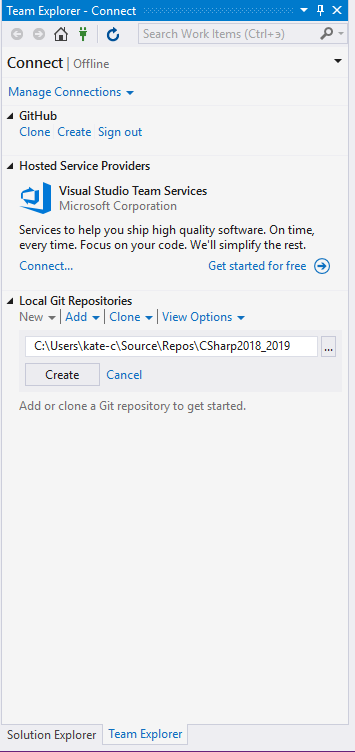 Team Explorer - Connect
Search Work Items (Ctrl+э)
Connect | Offline
Manage Connections
GitHub
Clone Create Sign out
Hosted Service Providers
Visual Studio Team Services
Microsoft Corporation
Services to help you ship high quality software. On time,
every time. Focus on your code. We'll simplify the rest.
Connect... Get started for free
Local Git Repositories
New | Add | Clone | View Options
C:\Users\kate-c\Source\Repos\CSharp2018_2019 ...
Create Cancel
Add or clone a Git repository to get started.
Solution Explorer Team Explorer